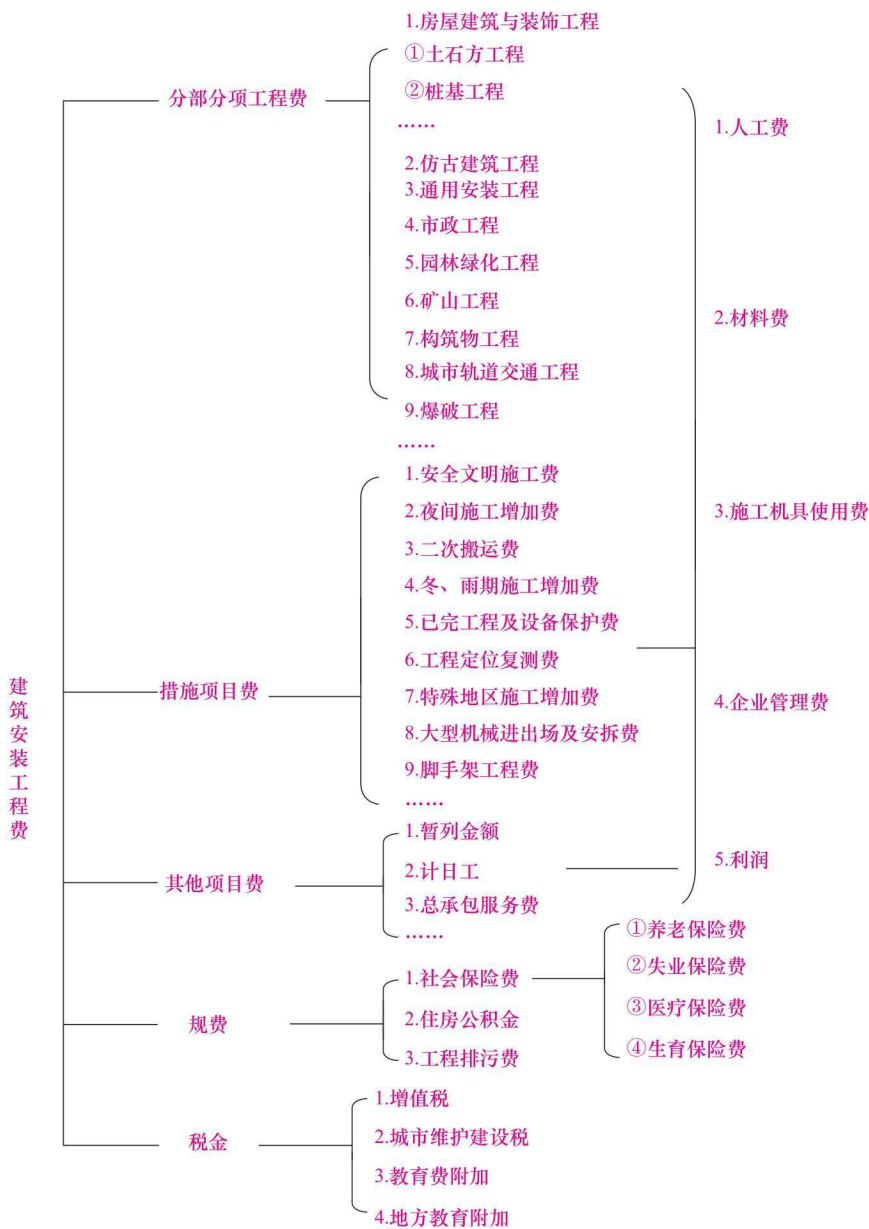 建筑安装工程费
分部分项工程费
1.房屋建筑与装饰工程
①土石方工程
②桩基工程
……
2.仿古建筑工程
3.通用安装工程
4.市政工程
5.园林绿化工程
6.矿山工程
7.构筑物工程
8.城市轨道交通工程
9.爆破工程
……
措施项目费
1.安全文明施工费
2.夜间施工增加费
3.二次搬运费
4.冬、雨期施工增加费
5.已完工程及设备保护费
6.工程定位复测费
7.特殊地区施工增加费
8.大型机械进出场及安拆费
9.脚手架工程费
……
其他项目费
1.暂列金额
2.计日工
3.总承包服务费
……
1.人工费
2.材料费
3.施工机具使用费
4.企业管理费
5.利润
规费
1.社会保险费
2.住房公积金
3.工程排污费
①养老保险费
②失业保险费
③医疗保险费
④生育保险费
税金
1.增值税
2.城市维护建设税
3.教育费附加
4.地方教育附加